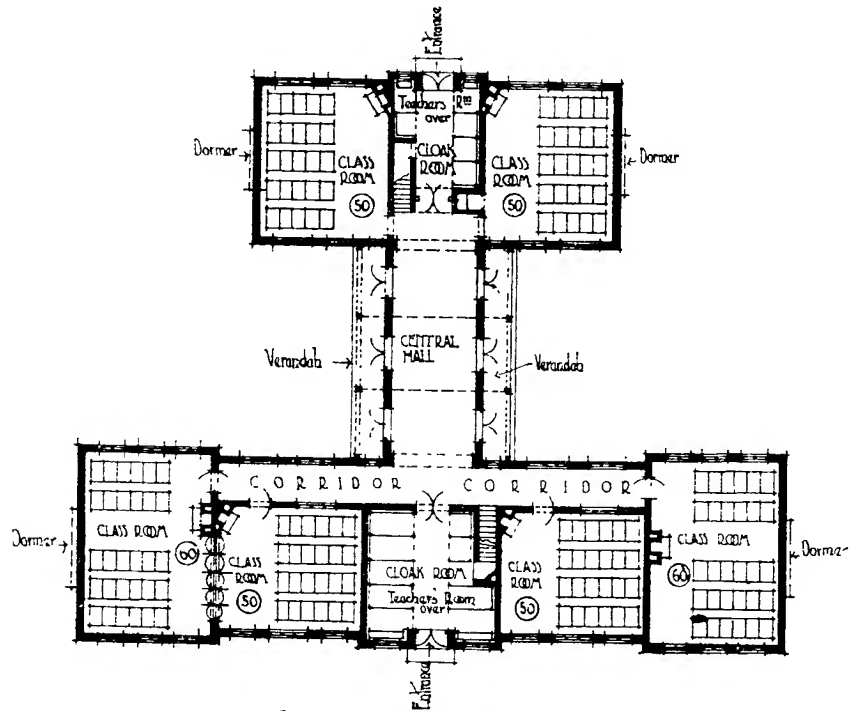 Entrance
Teachers Rm
over
CLOAK
ROOM
CLASS
ROOM
50
CLASS
ROOM
50
Dormer
Dormer
CENTRAL
HALL
Verandah
Verandah
CORRIDOR
CORRIDOR
CLASS ROOM
60
CLASS
ROOM
50
CLOAK ROOM
Teachers Room
over
CLASS
ROOM
50
CLASS ROOM
60
Dormer
Dormer
Entrance